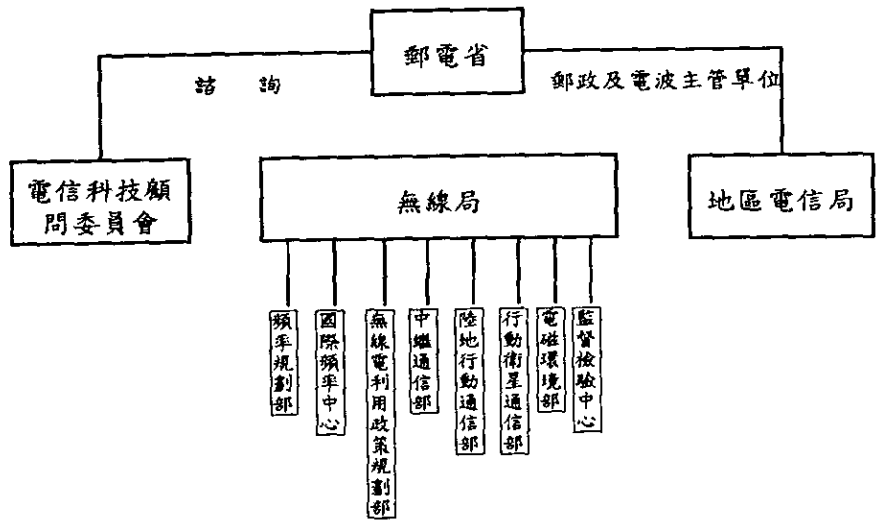 郵電省
諮詢
郵政及電波主管單位
電信科技顧
問委員會
無線局
地區電信局
頻率規劃部
國際頻率中心
無線電利用政策規劃部
中繼通信部
陸地行動通信部
行動衛星通信部
電磁環境部
監督檢驗中心